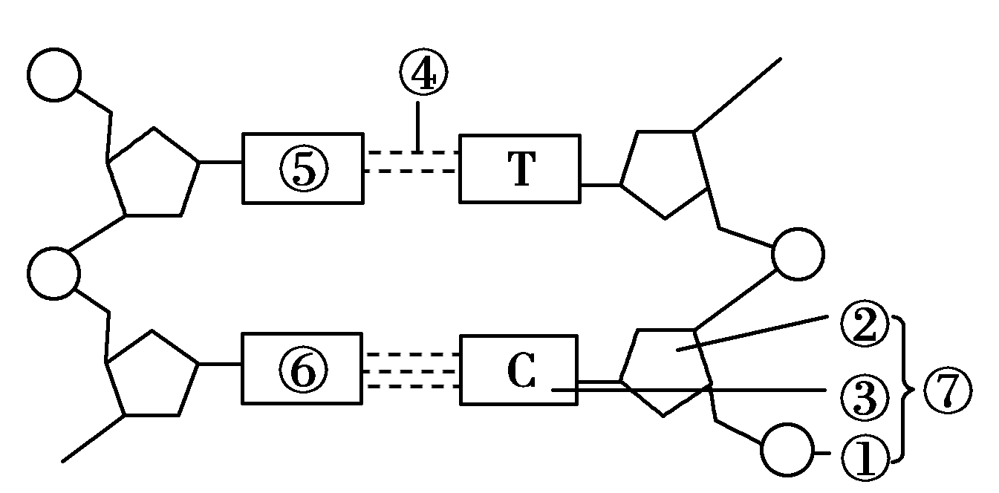 ④
⑤ T
②
⑥ C
③ ⑦
①